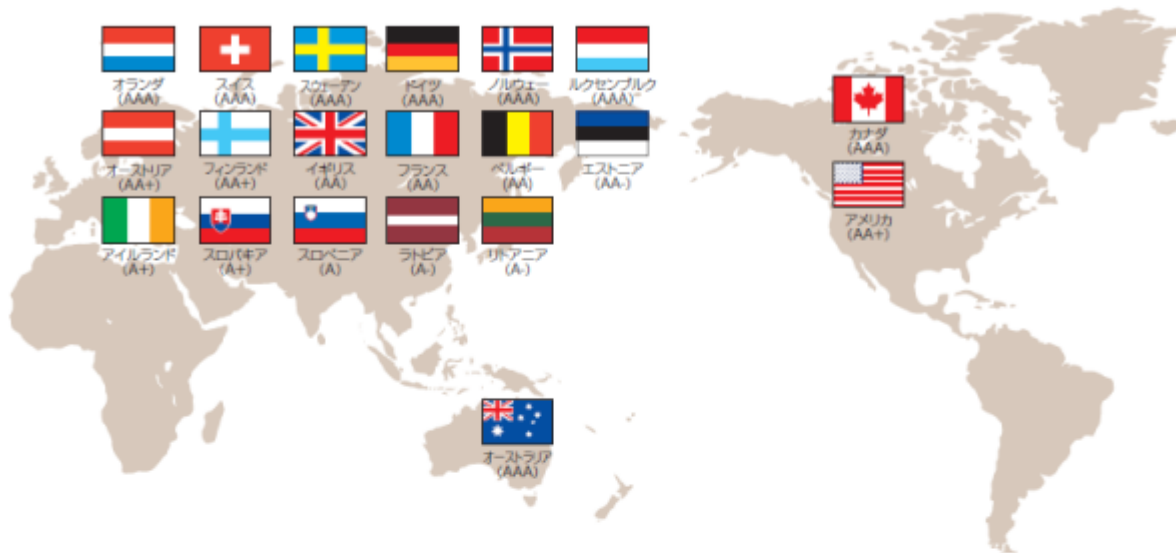 オランダ
(AAA)
スイス
(AAA)
スウェーデン
(AAA)
ドイツ
(AAA)
ノルウェー
(AAA)
ルクセンブルク
(AAA)
オーストリア
(AA+)
フィンランド
(AA+)
イギリス
(AA)
フランス
(AA)
ベルギー
(AA)
エストニア
(AA-)
アイルランド
(A+)
スロバキア
(A+)
スロベニア
(A)
ラトビア
(A-)
リトアニア
(A-)
カナダ
(AAA)
アメリカ
(AA+)
オーストラリア
(AAA)